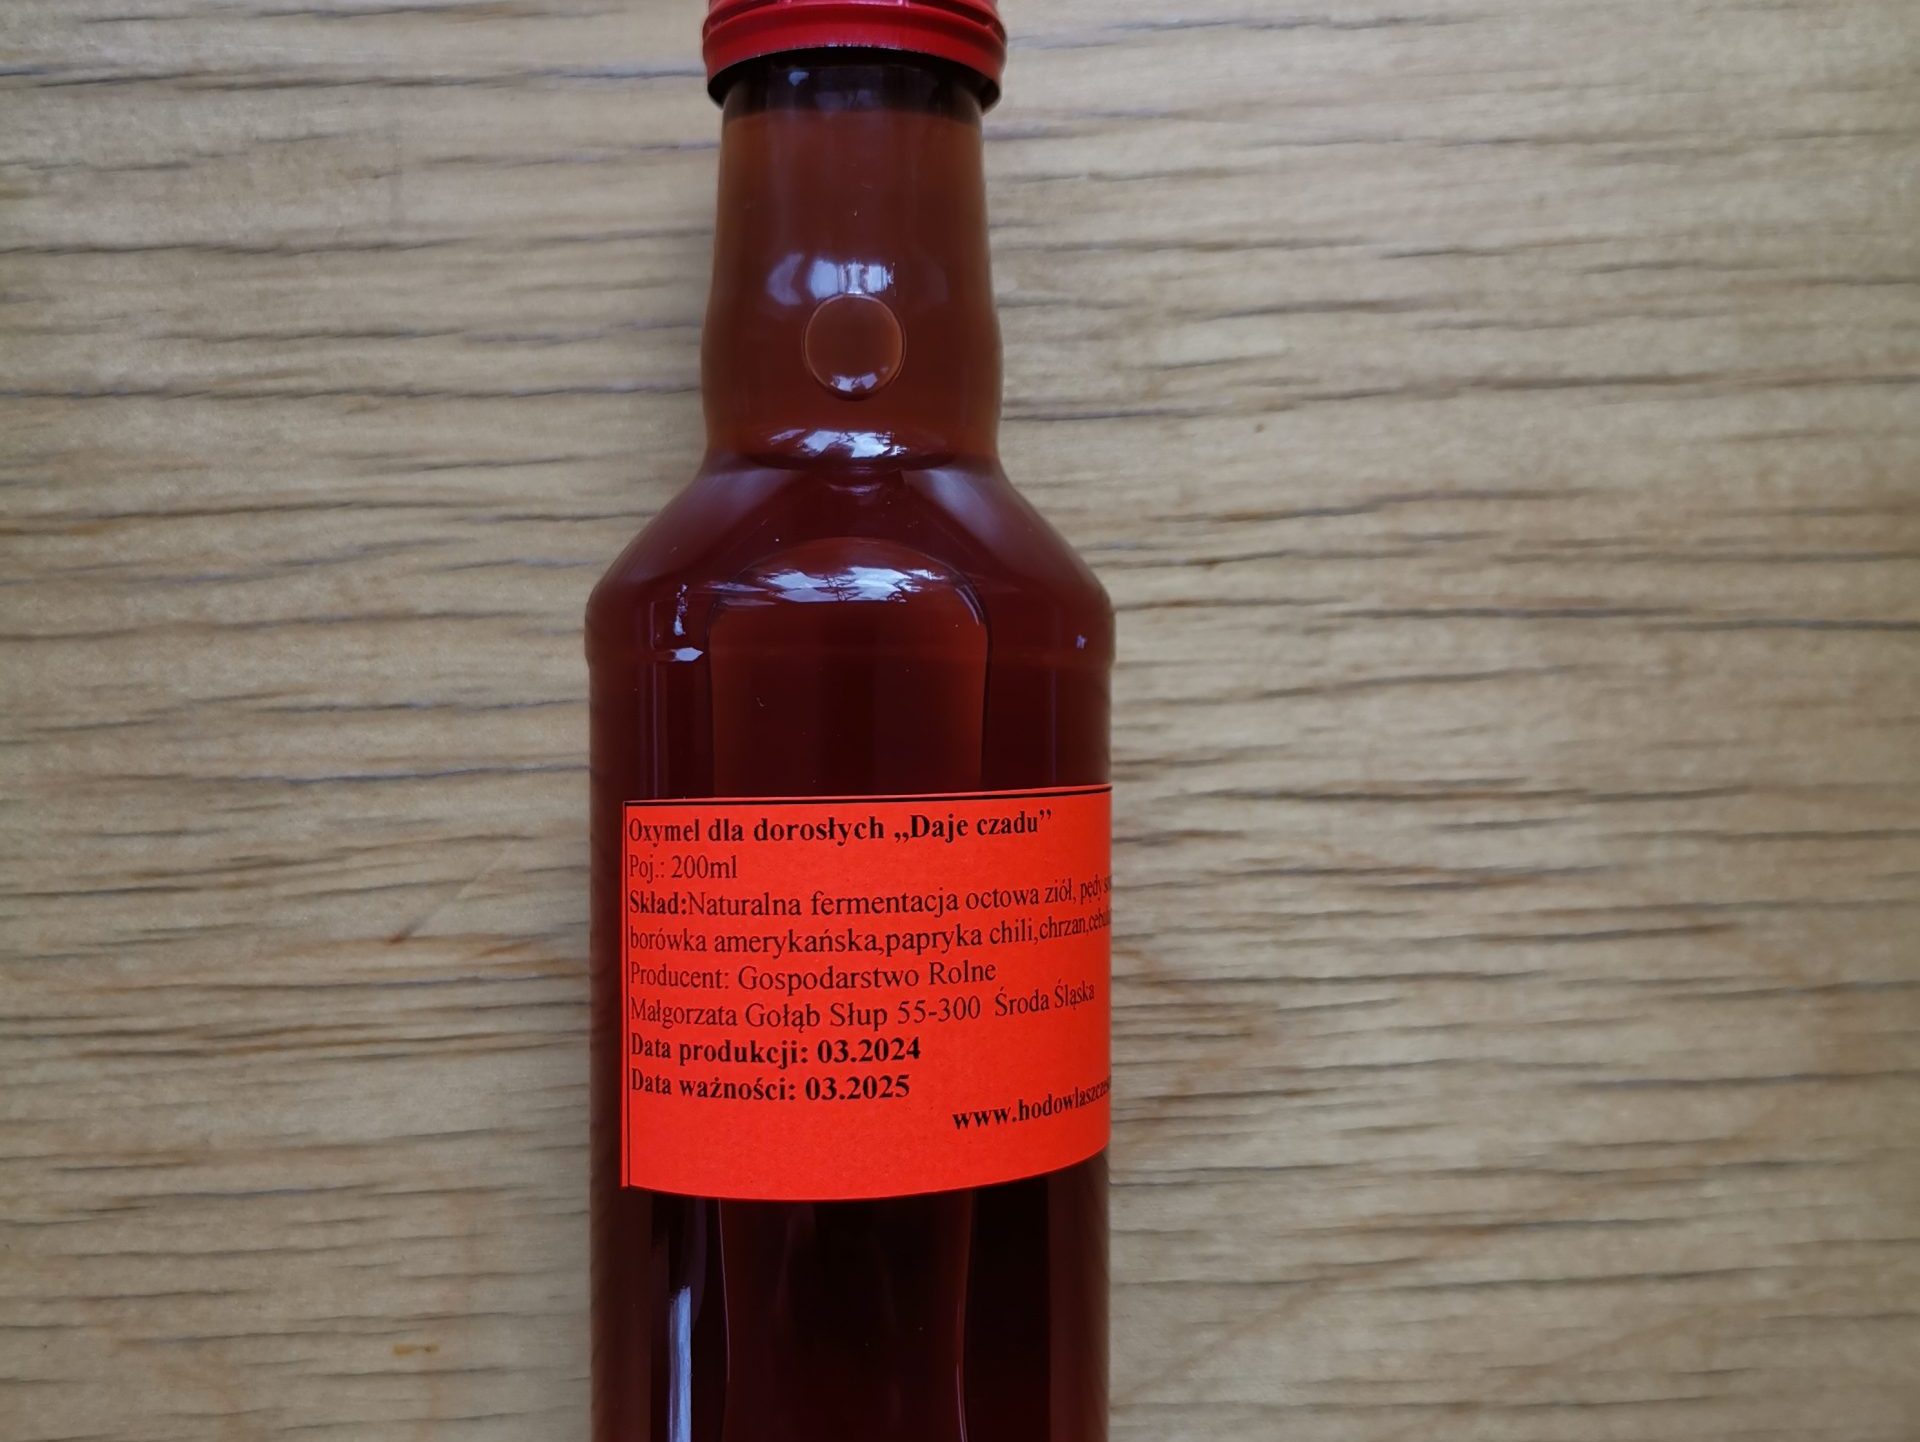 Oxymel dla dorosłych „Daje czadu”
Poj.: 200ml
Skład:Naturalna fermentacja octowa ziół, pędy
borówka amerykańska,papryka chili,chrzan,
Producent: Gospodarstwo Rolne
Małgorzata Gołąb Słup 55-300 Środa Śląska
Data produkcji: 03.2024
Data ważności: 03.2025